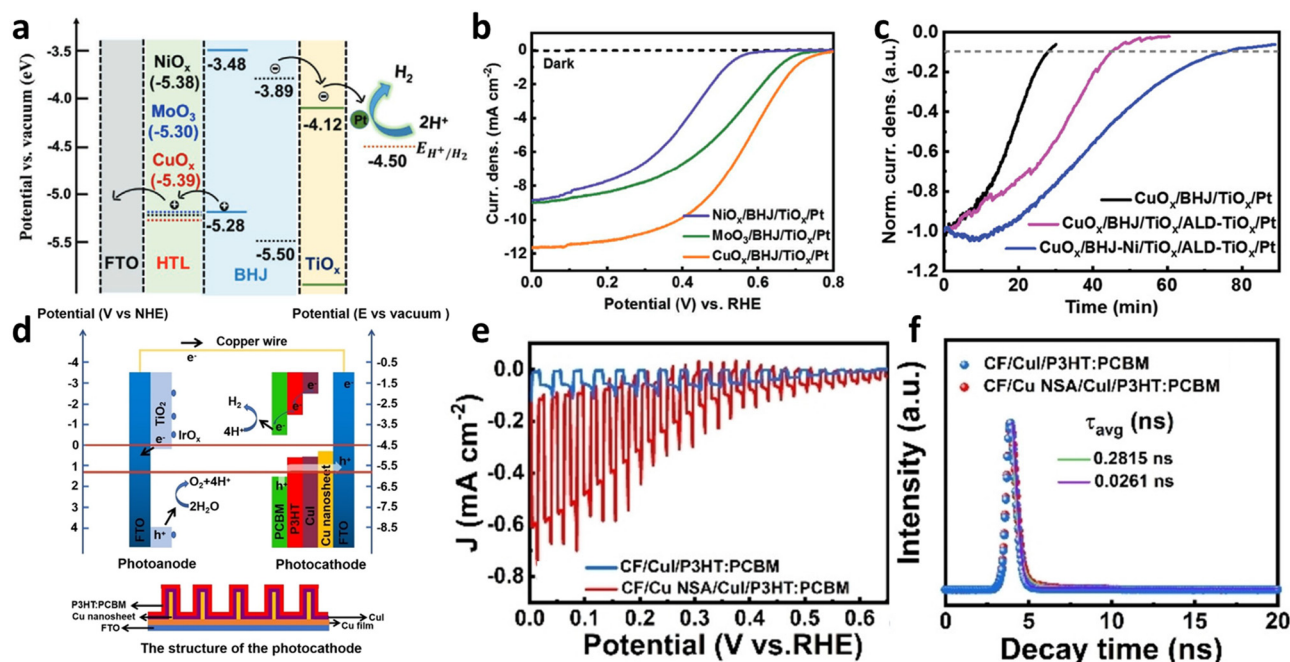 a
Potential vs. vacuum (eV)
-3.5
-4.0
-4.5
-5.0
-5.5
NiOx
(-5.38)
MoO3
(-5.30)
CuOx
(-5.39)
-3.48
-3.89
-4.12
-5.28
-5.50
H2
Pt
2H+
E H+/H2
-4.50
FTO
HTL
BHJ
TiOx
b
Curr. dens. (mA cm-2)
0
-2
-4
-6
-8
-10
-12
-14
Dark
NiOx/BHJ/TiOx/Pt
MoO3/BHJ/TiOx/Pt
CuOx/BHJ/TiOx/Pt
0.0 0.2 0.4 0.6 0.8
Potential (V) vs. RHE
c
Norm. curr. dens. (a.u.)
0.0
-0.2
-0.4
-0.6
-0.8
-1.0
-1.2
CuOx/BHJ/TiOx/Pt
CuOx/BHJ/TiOx/ALD-TiOx/Pt
CuOx/BHJ-Ni/TiOx/ALD-TiOx/Pt
0 20 40 60 80
Time (min)
d
Potential (V vs NHE)
Potential (E vs vacuum )
Copper wire
e-
-4
-3
-2
-1
0
1
2
3
4
-0.5
-1.5
-2.5
-3.5
-4.5
-5.5
-6.5
-7.5
-8.5
FTO
TiO2
e-
IrOx
O2+4H+
2H2O
h+
H2
4H+
e-
e-
e-
h+
h+
PCBM
P3HT
CuI
Cu nanosheet
FTO
Photoanode
Photocathode
P3HT:PCBM
Cu nanosheet
FTO
CuI
Cu film
The structure of the photocathode
e
J (mA cm-2)
0.0
-0.2
-0.4
-0.6
-0.8
CF/CuI/P3HT:PCBM
CF/Cu NSA/CuI/P3HT:PCBM
0.0 0.1 0.2 0.3 0.4 0.5 0.6
Potential (V vs.RHE)
f
Intensity (a.u.)
CF/CuI/P3HT:PCBM
CF/Cu NSA/CuI/P3HT:PCBM
τavg (ns)
0.2815 ns
0.0261 ns
0 5 10 15 20
Decay time (ns)